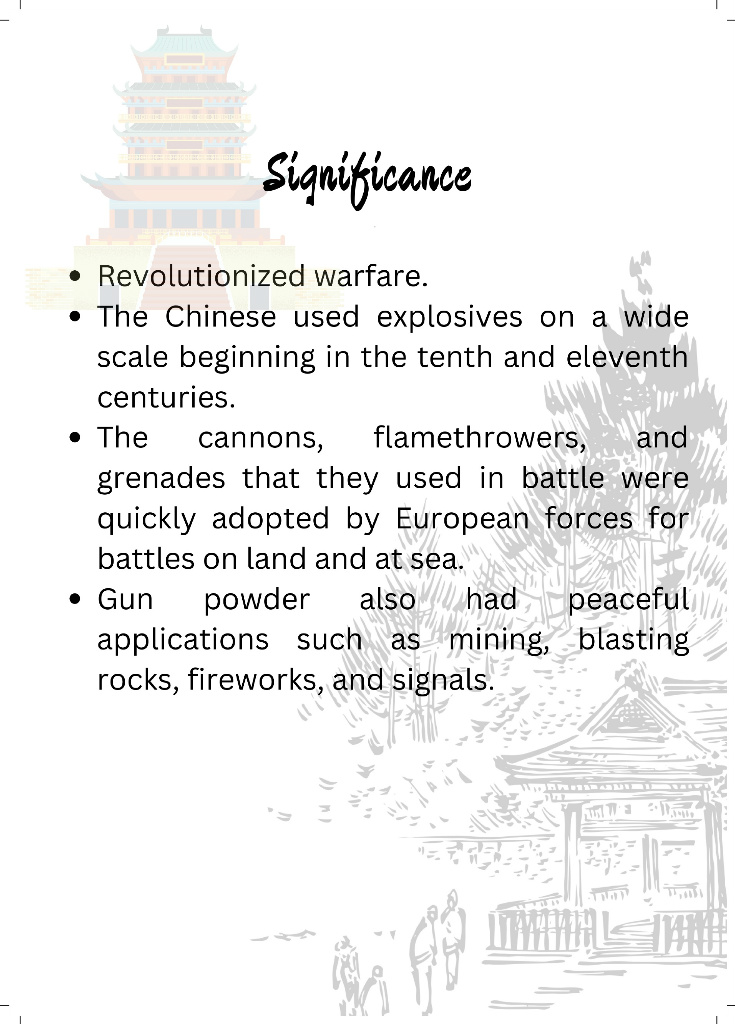 Significance
• Revolutionized warfare.
• The Chinese used explosives on a wide
scale beginning in the tenth and eleventh
centuries.
• The cannons, flamethrowers, and
grenades that they used in battle were
quickly adopted by European forces for
battles on land and at sea.
• Gun powder also had peaceful
applications such as mining, blasting
rocks, fireworks, and signals.